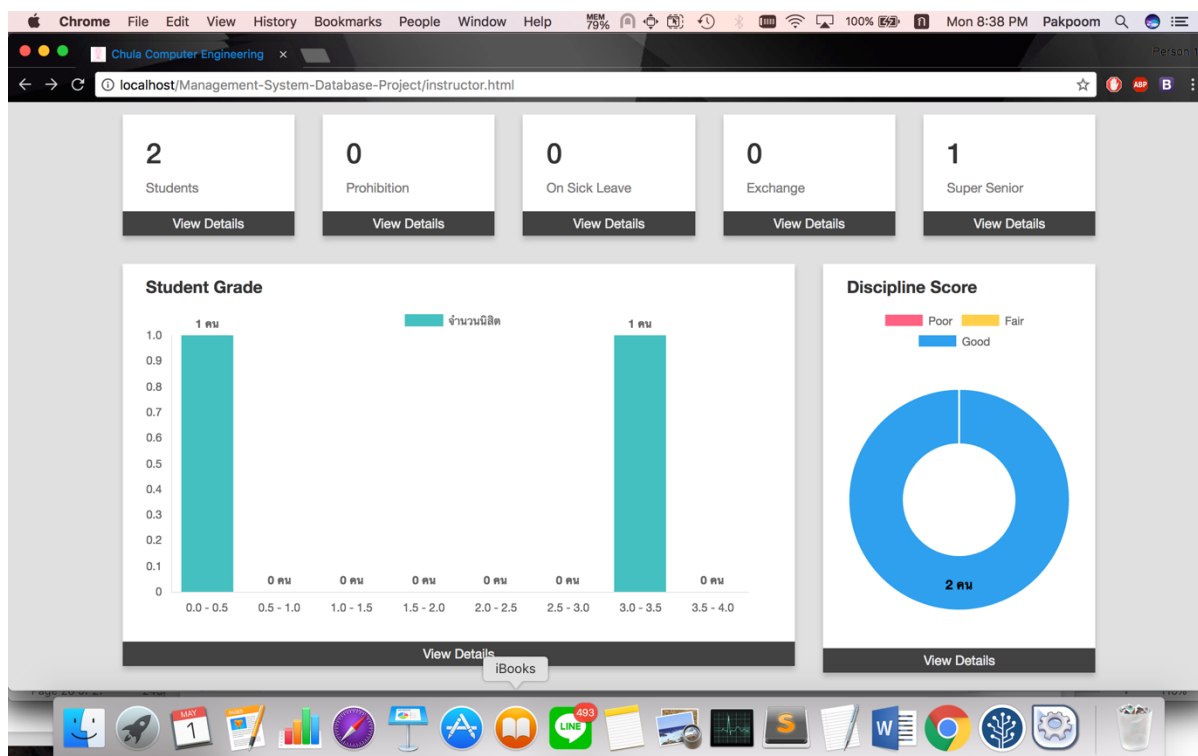 Chrome File Edit View History Bookmarks People Window Help MEM 79% 100% ก Mon 8:38 PM Pakpoom
Chula Computer Engineering × Person 1
localhost/Management-System-Database-Project/instructor.html ABP B
2 0 0 0 1
Students Prohibition On Sick Leave Exchange Super Senior
View Details View Details View Details View Details View Details
Student Grade
จำนวนนิสิต
1 คน 1 คน
1.0
0.9
0.8
0.7
0.6
0.5
0.4
0.3
0.2
0.1
0
0 คน 0 คน 0 คน 0 คน 0 คน 0 คน
0.0 - 0.5 0.5 - 1.0 1.0 - 1.5 1.5 - 2.0 2.0 - 2.5 2.5 - 3.0 3.0 - 3.5 3.5 - 4.0
View Details
Discipline Score
Poor Fair
Good
2 คน
View Details
iBooks
MAY
1
PAGES
493
LINE
S
W